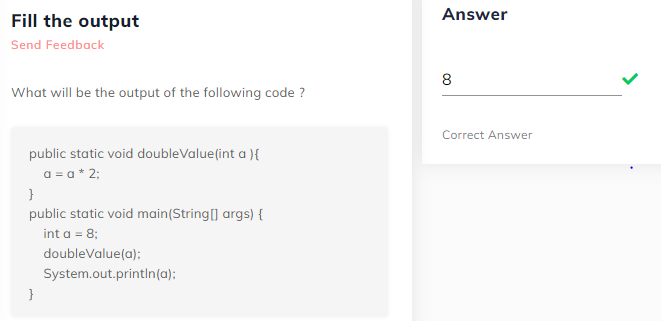 Fill the output
Send Feedback
What will be the output of the following code ?
public static void doubleValue(int a ){
a = a * 2;
}
public static void main(String[] args) {
int a = 8;
doubleValue(a);
System.out.println(a);
}
Answer
8
Correct Answer